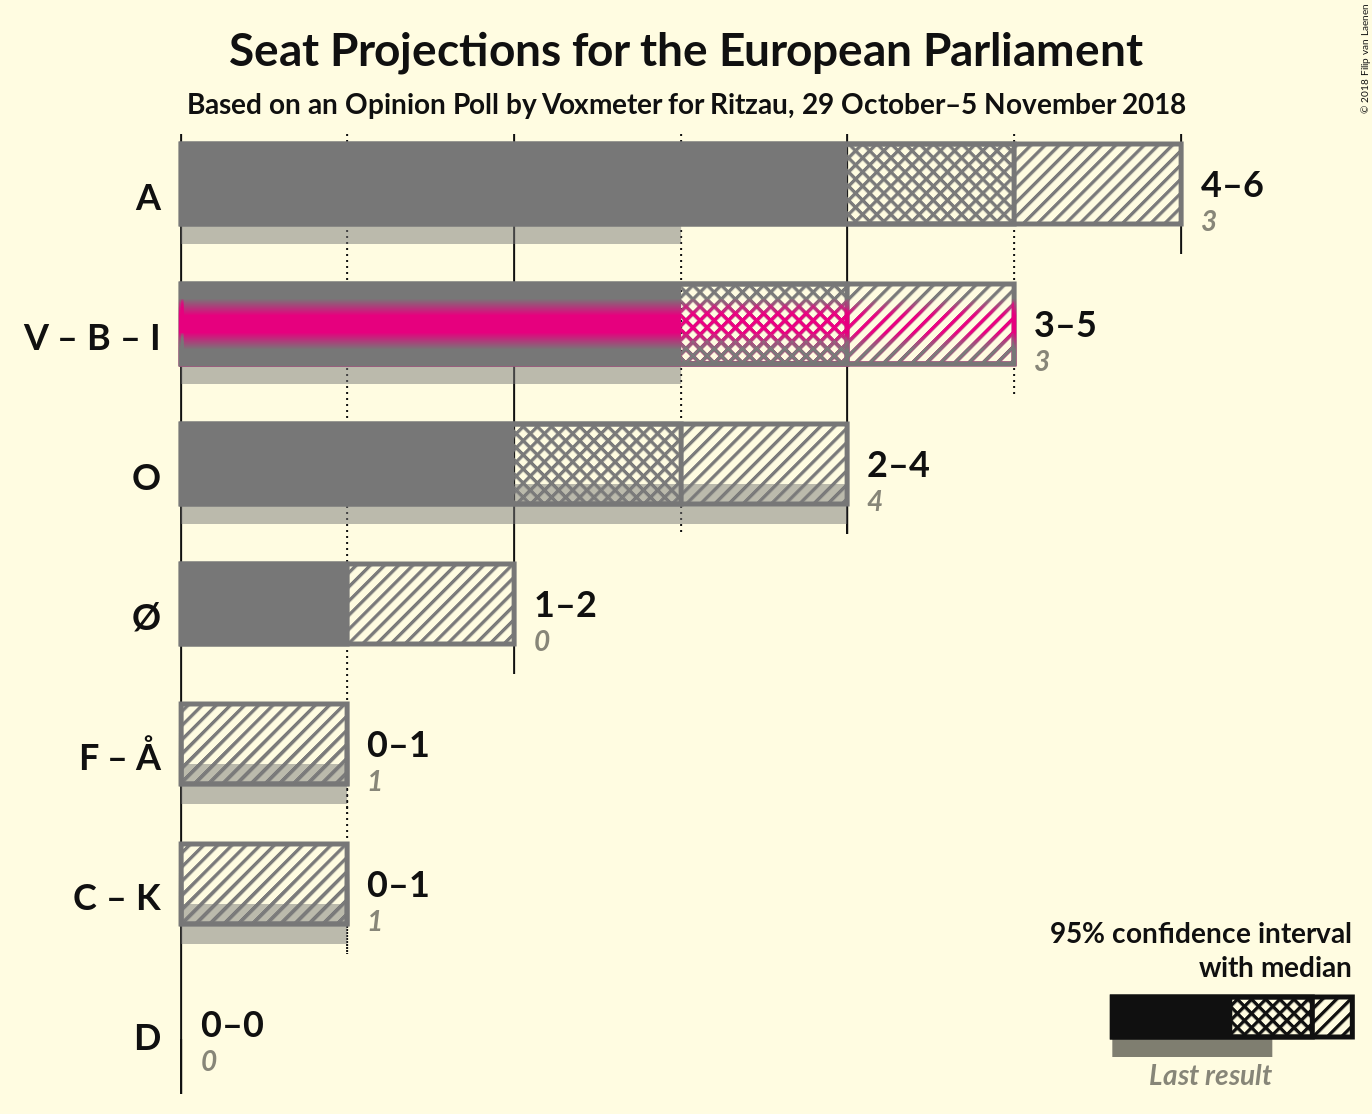 Seat Projections for the European Parliament
Based on an Opinion Poll by Voxmeter for Ritzau, 29 October–5 November 2018
© 2018 Filip van Laenen
A
4–6
3
V – B – I
3–5
3
O
2–4
4
Ø
1–2
0
F – Å
0–1
1
C – K
0–1
1
D
0–0
0
95% confidence interval
with median
Last result